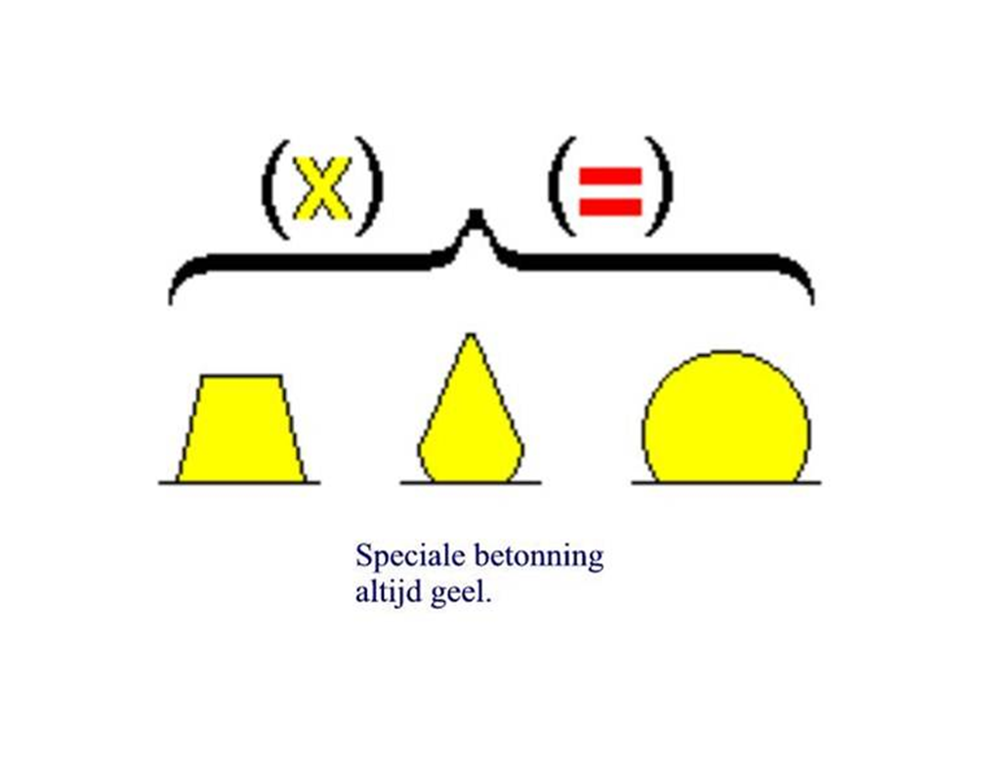 (X) (=)
Speciale betonning
altijd geel.